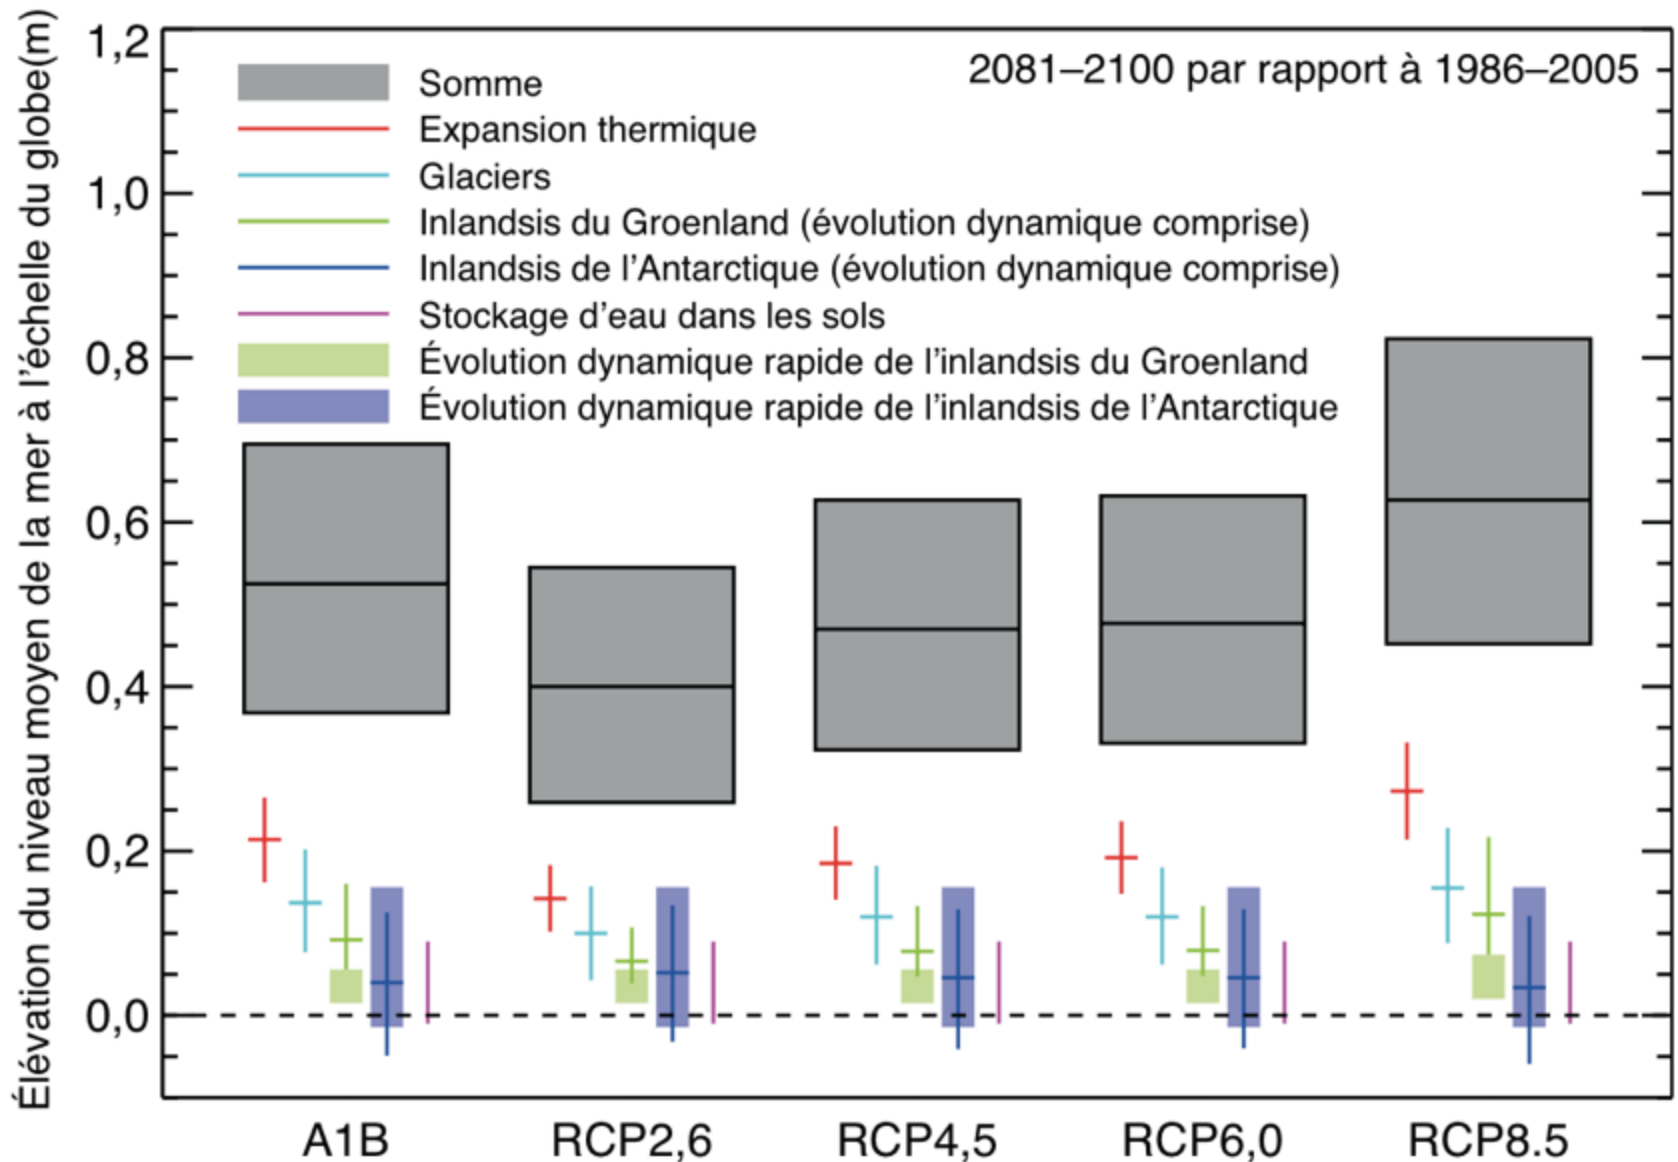 Élévation du niveau moyen de la mer à l'échelle du globe(m)
1,2
1,0
0,8
0,6
0,4
0,2
0,0
2081–2100 par rapport à 1986–2005
Somme
Expansion thermique
Glaciers
Inlandsis du Groenland (évolution dynamique comprise)
Inlandsis de l'Antarctique (évolution dynamique comprise)
Stockage d'eau dans les sols
Évolution dynamique rapide de l'inlandsis du Groenland
Évolution dynamique rapide de l'inlandsis de l'Antarctique
A1B
RCP2,6
RCP4,5
RCP6,0
RCP8.5